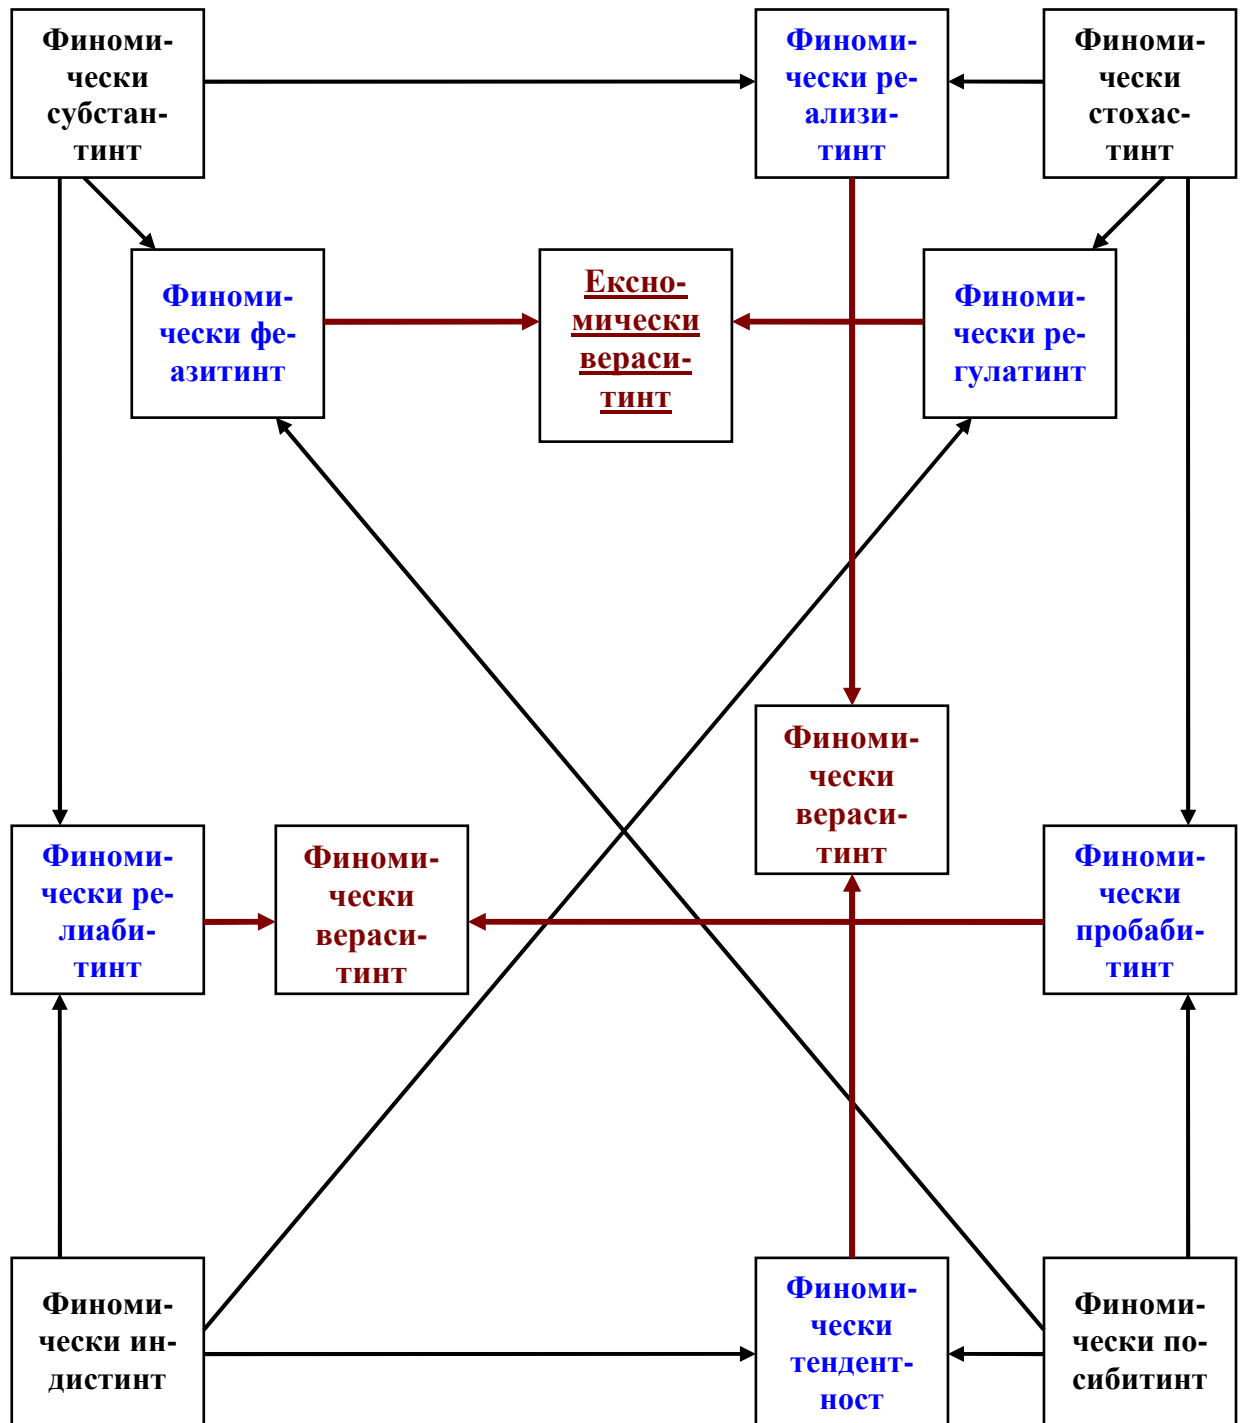 Финоми-
чески
субстан-
тинт
Финоми-
чески ре-
ализи-
тинт
Финоми-
чески
стохас-
тинт
Финоми-
чески фе-
азитинт
Ексно-
мически
вераси-
тинт
Финоми-
чески ре-
гулатинт
Финоми-
чески
вераси-
тинт
Финоми-
чески ре-
лиаби-
тинт
Финоми-
чески
вераси-
тинт
Финоми-
чески
пробаби-
тинт
Финоми-
чески ин-
дистинт
Финоми-
чески
тендент-
ност
Финоми-
чески по-
сибитинт